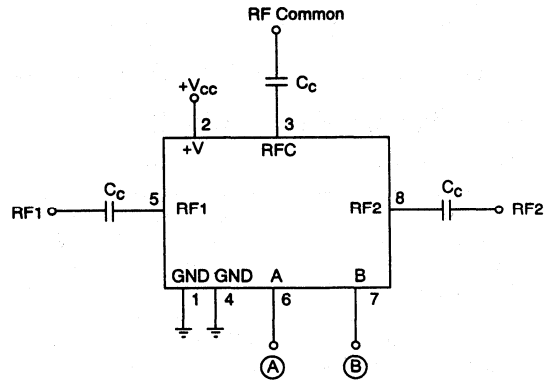 RF Common
Cc
+Vcc
2
3
+V
RFC
Cc
5
8
Cc
RF1
RF1
RF2
RF2
GND GND
A
B
1
4
6
7
A
B